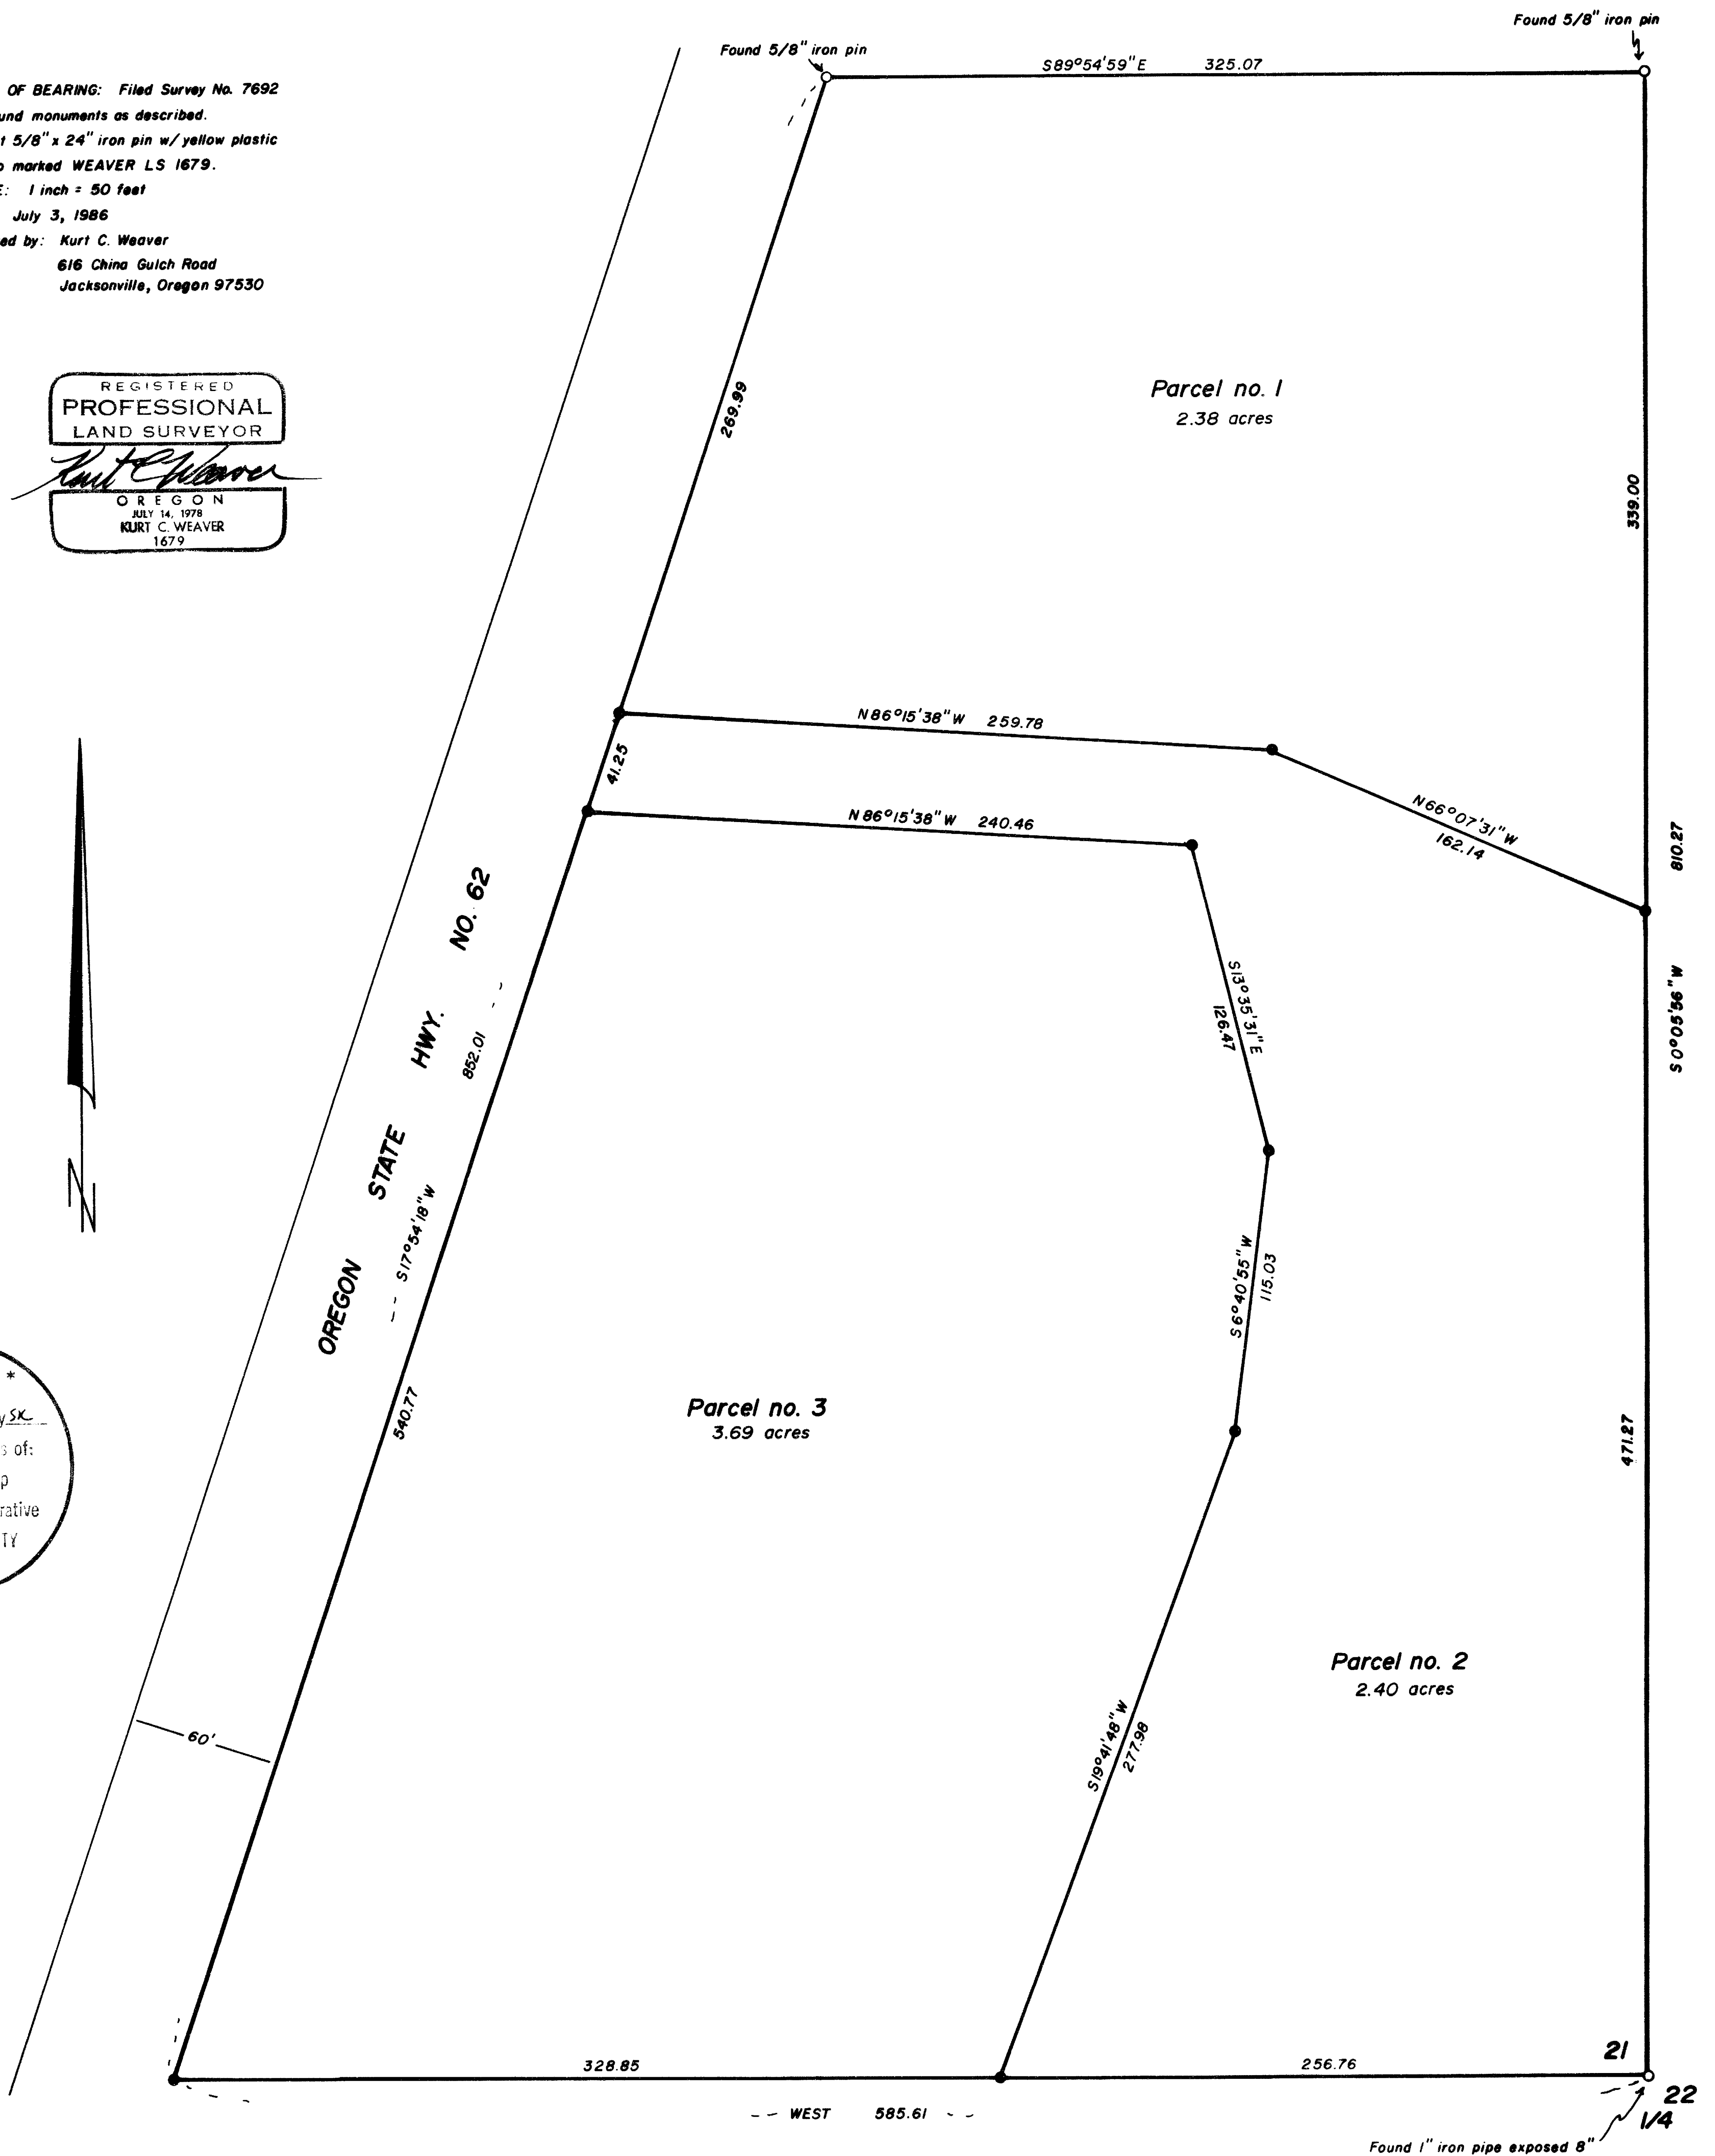 Found 5/8" iron pin
Found 5/8" iron pin
S89°54'59"E 325.07
OF BEARING: Filed Survey No. 7692
und monuments as described.
t 5/8" x 24" iron pin w/ yellow plastic
p marked WEAVER LS 1679.
E: 1 inch = 50 feet
July 3, 1986
ed by: Kurt C. Weaver
616 China Gulch Road
Jacksonville, Oregon 97530
REGISTERED
PROFESSIONAL
LAND SURVEYOR
Kurt C Weaver
OREGON
JULY 14, 1978
KURT C. WEAVER
1679
269.99
Parcel no. 1
2.38 acres
339.00
N86°15'38"W 259.78
41.25
N86°15'38"W 240.46
N66°07'31"W
162.14
810.27
S0°05'56"W
OREGON STATE HWY. NO. 62
-- S17°54'18"W 852.01 --
S13°35'31"E
126.47
S6°40'55"W
115.03
540.77
Parcel no. 3
3.69 acres
471.27
*
y SK
s of:
p
rative
TY
Parcel no. 2
2.40 acres
S19°41'48"W
277.98
60'
328.85
256.76
21
22
1/4
-- WEST 585.61 --
Found 1" iron pipe exposed 8"